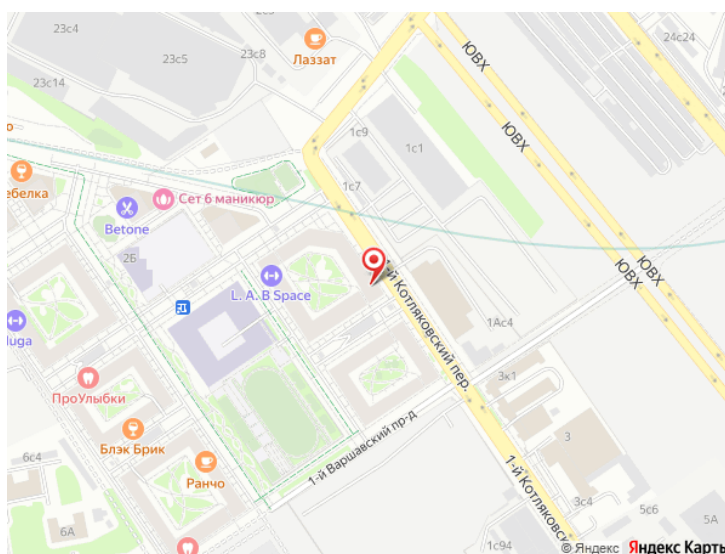 23с4
23с8
Лаззат
23с5
23с14
ЮВХ
24с24
ЮВХ
1с9
1с1
1с7
ебелка
Сет 6 маникюр
Betone
2Б
L. A. B Space
1-й Котляковский пер.
ЮВХ
ЮВХ
1Ас4
luga
ПроУлыбки
3к1
Блэк Брик
1-й Варшавский пр-д
3
6с4
Ранчо
1-й Котляковск
3с4
5с6
6А
5А
1с94
© Яндекс Яндекс Карты